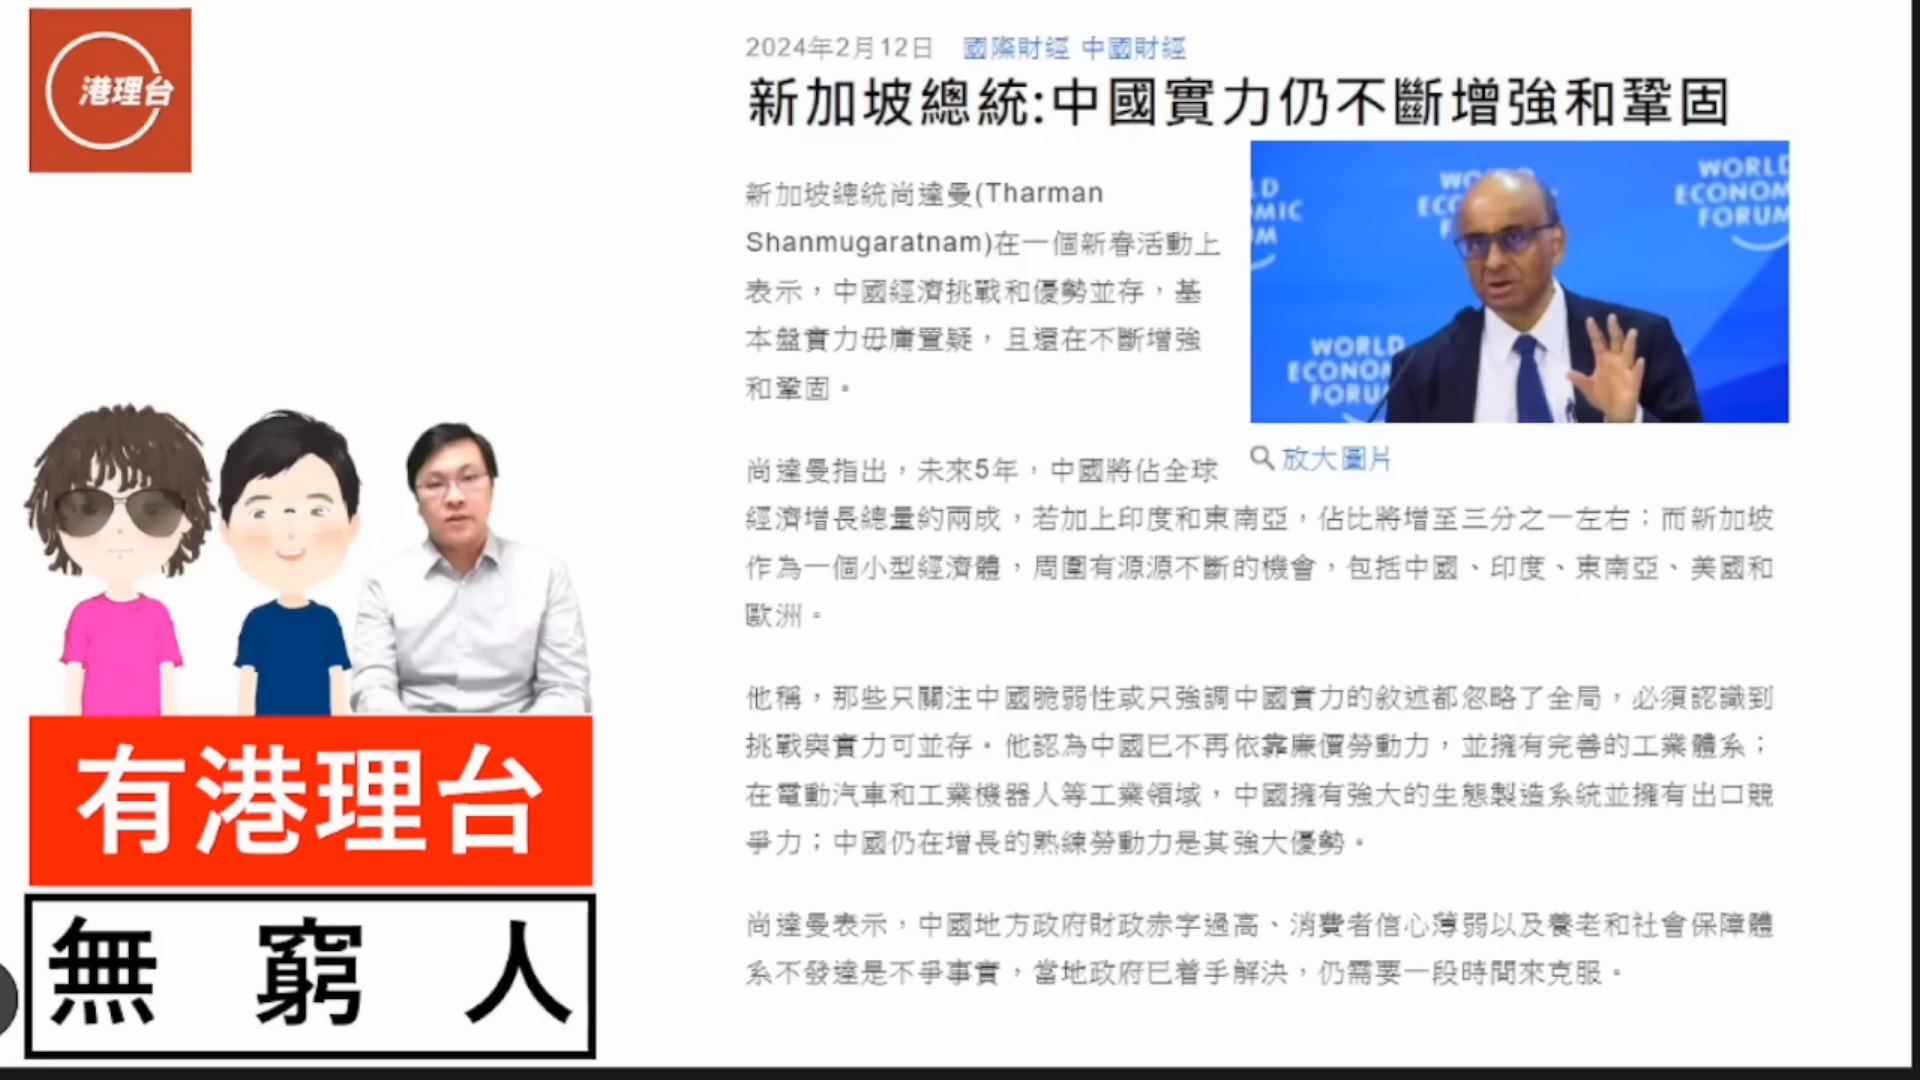 港理台
2024年2月12日 國際財經 中國財經
新加坡總統:中國實力仍不斷增強和鞏固
新加坡總統尚達曼(Tharman
Shanmugaratnam)在一個新春活動上
表示，中國經濟挑戰和優勢並存，基
本盤實力毋庸置疑，且還在不斷增強
和鞏固。
LD
MIC
M
WO
ECO
F
WORLD
ECONOM
FORUM
WORLD
ECONOM
FORU
放大圖片
尚達曼指出，未來5年，中國將佔全球
經濟增長總量約兩成，若加上印度和東南亞，佔比將增至三分之一左右；而新加坡
作為一個小型經濟體，周圍有源源不斷的機會，包括中國、印度、東南亞、美國和
歐洲。
他稱，那些只關注中國脆弱性或只強調中國實力的敘述都忽略了全局，必須認識到
挑戰與實力可並存。他認為中國已不再依靠廉價勞動力，並擁有完善的工業體系；
在電動汽車和工業機器人等工業領域，中國擁有強大的生態製造系統並擁有出口競
爭力；中國仍在增長的熟練勞動力是其強大優勢。
尚達曼表示，中國地方政府財政赤字過高、消費者信心薄弱以及養老和社會保障體
系不發達是不爭事實，當地政府已着手解決，仍需要一段時間來克服。
有港理台
無窮人